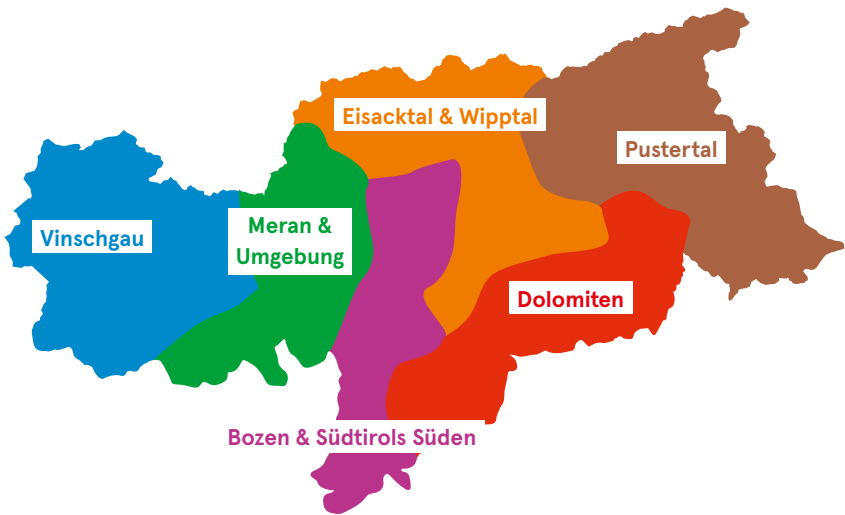 Eisacktal & Wipptal
Pustertal
Meran &
Umgebung
Vinschgau
Dolomiten
Bozen & Südtirols Süden